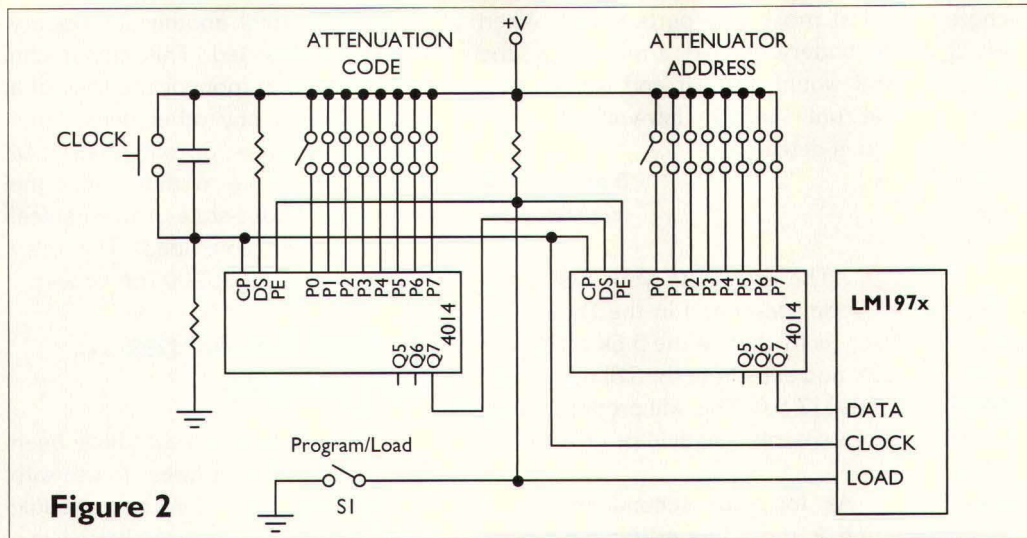 +V
ATTENUATION
CODE
ATTENUATOR
ADDRESS
CLOCK
CP
DS
PE
P0
P1
P2
P3
P4
P5
P6
P7
Q5
Q6
Q7
4014
CP
DS
PE
P0
P1
P2
P3
P4
P5
P6
P7
Q5
Q6
Q7
4014
LM197x
DATA
CLOCK
LOAD
Program/Load
S1
Figure 2